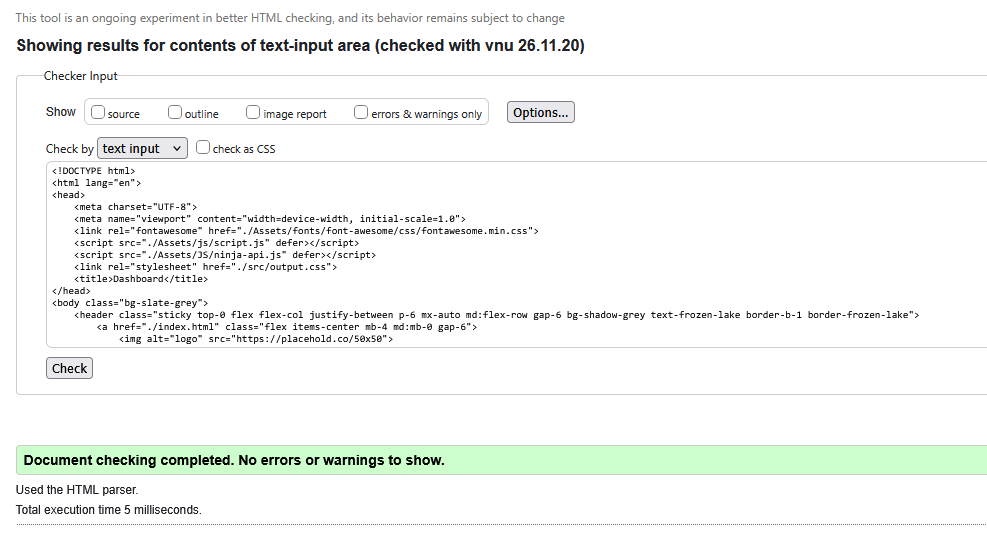 This tool is an ongoing experiment in better HTML checking, and its behavior remains subject to change
Showing results for contents of text-input area (checked with vnu 26.11.20)
Checker Input
Show source outline image report errors & warnings only Options...
Check by text input check as CSS
<!DOCTYPE html>
<html lang="en">
<head>
    <meta charset="UTF-8">
    <meta name="viewport" content="width=device-width, initial-scale=1.0">
    <link rel="fontawesome" href="./Assets/fonts/font-awesome/css/fontawesome.min.css">
    <script src="./Assets/js/script.js" defer></script>
    <script src="./Assets/JS/ninja-api.js" defer></script>
    <link rel="stylesheet" href="./src/output.css">
    <title>Dashboard</title>
</head>
<body class="bg-slate-grey">
    <header class="sticky top-0 flex flex-col justify-between p-6 mx-auto md:flex-row gap-6 bg-shadow-grey text-frozen-lake border-b-1 border-frozen-lake">
        <a href="./index.html" class="flex items-center mb-4 md:mb-0 gap-6">
            <img alt="logo" src="https://placehold.co/50x50">
Check
Document checking completed. No errors or warnings to show.
Used the HTML parser.
Total execution time 5 milliseconds.